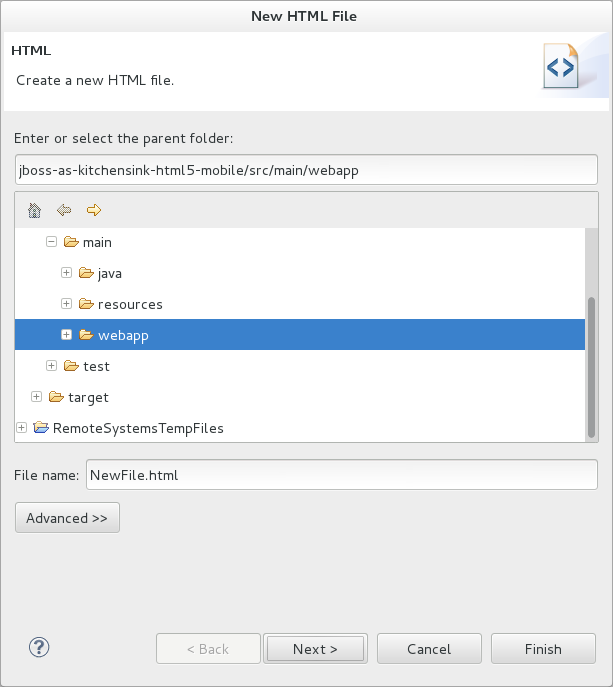 New HTML File
HTML
Create a new HTML file.
Enter or select the parent folder:
jboss-as-kitchensink-html5-mobile/src/main/webapp
main
java
resources
webapp
test
target
RemoteSystemsTempFiles
File name: NewFile.html
Advanced >>
? < Back Next > Cancel Finish